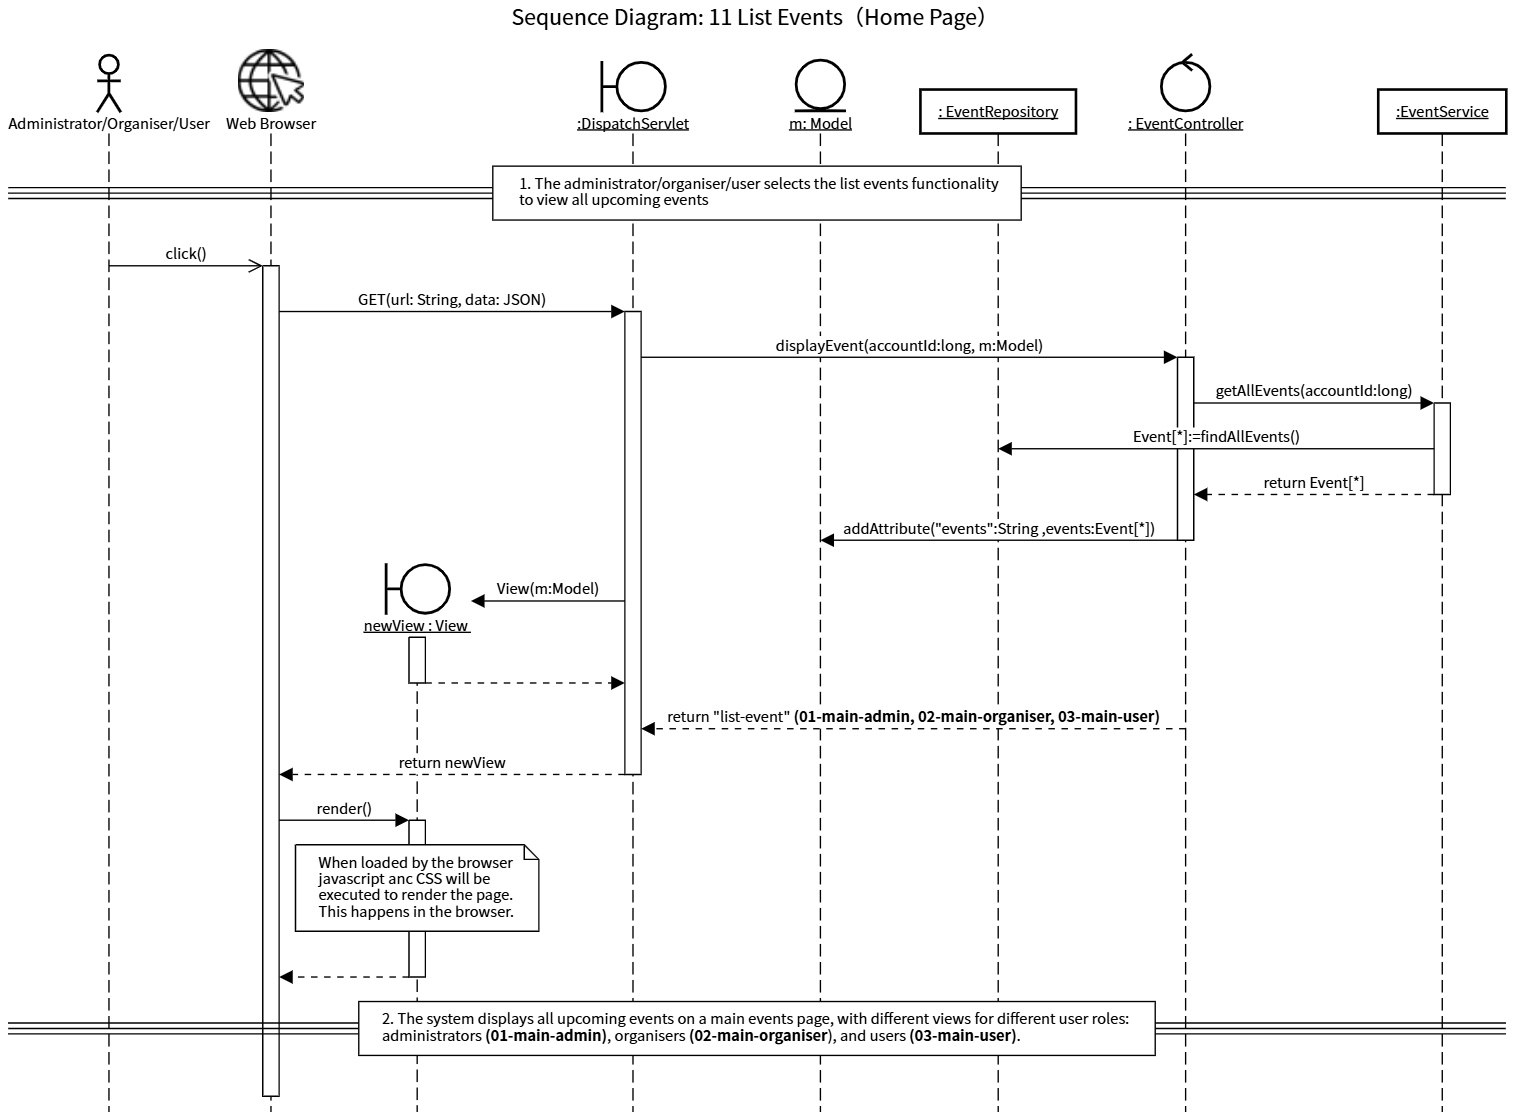 Sequence Diagram: 11 List Events（Home Page）
Administrator/Organiser/User
Web Browser
:DispatchServlet
m: Model
: EventRepository
: EventController
:EventService
1. The administrator/organiser/user selects the list events functionality
to view all upcoming events
click()
GET(url: String, data: JSON)
displayEvent(accountId:long, m:Model)
getAllEvents(accountId:long)
Event[*]:=findAllEvents()
return Event[*]
addAttribute("events":String ,events:Event[*])
View(m:Model)
newView : View
return "list-event" (01-main-admin, 02-main-organiser, 03-main-user)
return newView
render()
When loaded by the browser
javascript anc CSS will be
executed to render the page.
This happens in the browser.
2. The system displays all upcoming events on a main events page, with different views for different user roles:
administrators (01-main-admin), organisers (02-main-organiser), and users (03-main-user).